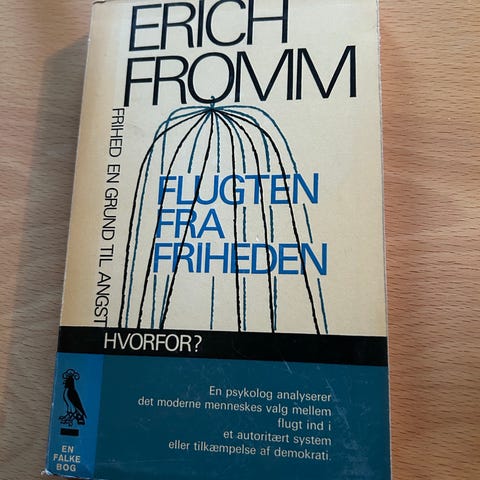 ERICH
FROMM
FRIHED EN GRUND TIL ANGST
FLUGTEN
FRA
FRIHEDEN
HVORFOR?
En psykolog analyserer
det moderne menneskes valg mellem
flugt ind i
et autoritært system
eller tilkæmpelse af demokrati.
EN
FALKE
BOG